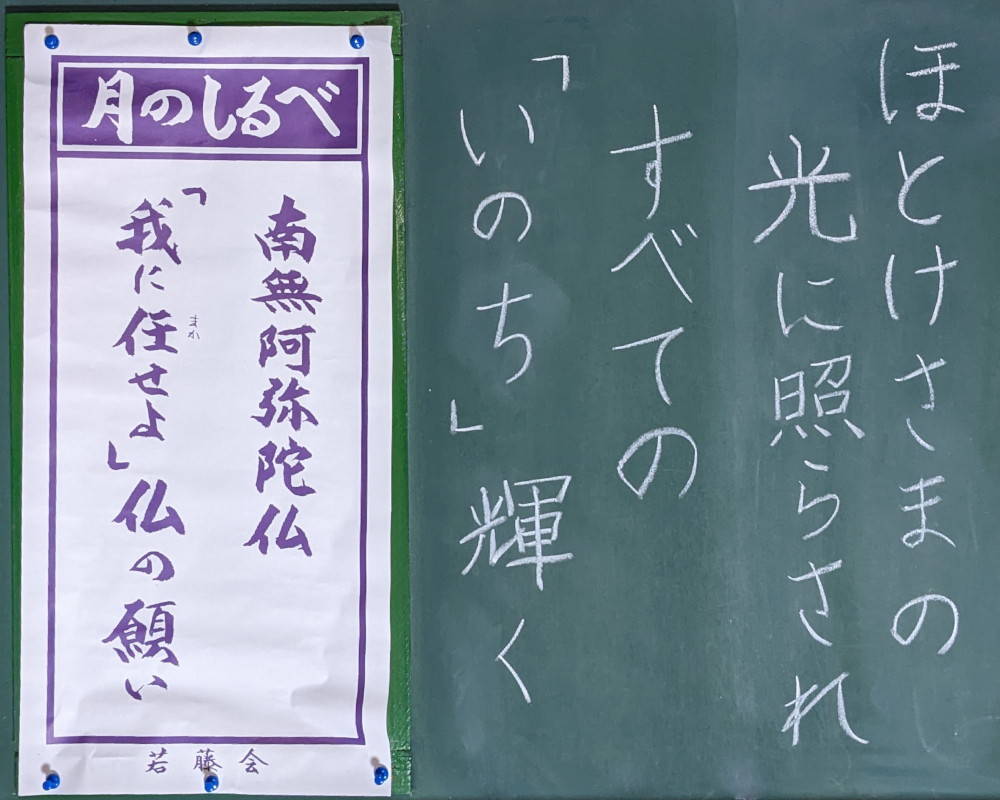 月のしるべ
南無阿弥陀仏
「我に任せよ」仏の願い
まか
若藤会
ほとけさまの
光に照らされ
すべての
「いのち」輝く